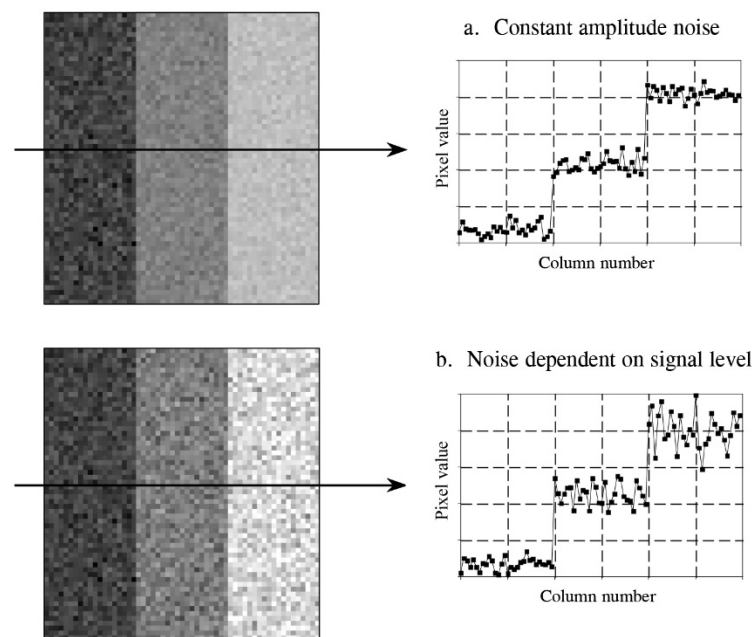 a. Constant amplitude noise
Pixel value
Column number
b. Noise dependent on signal level
Pixel value
Column number